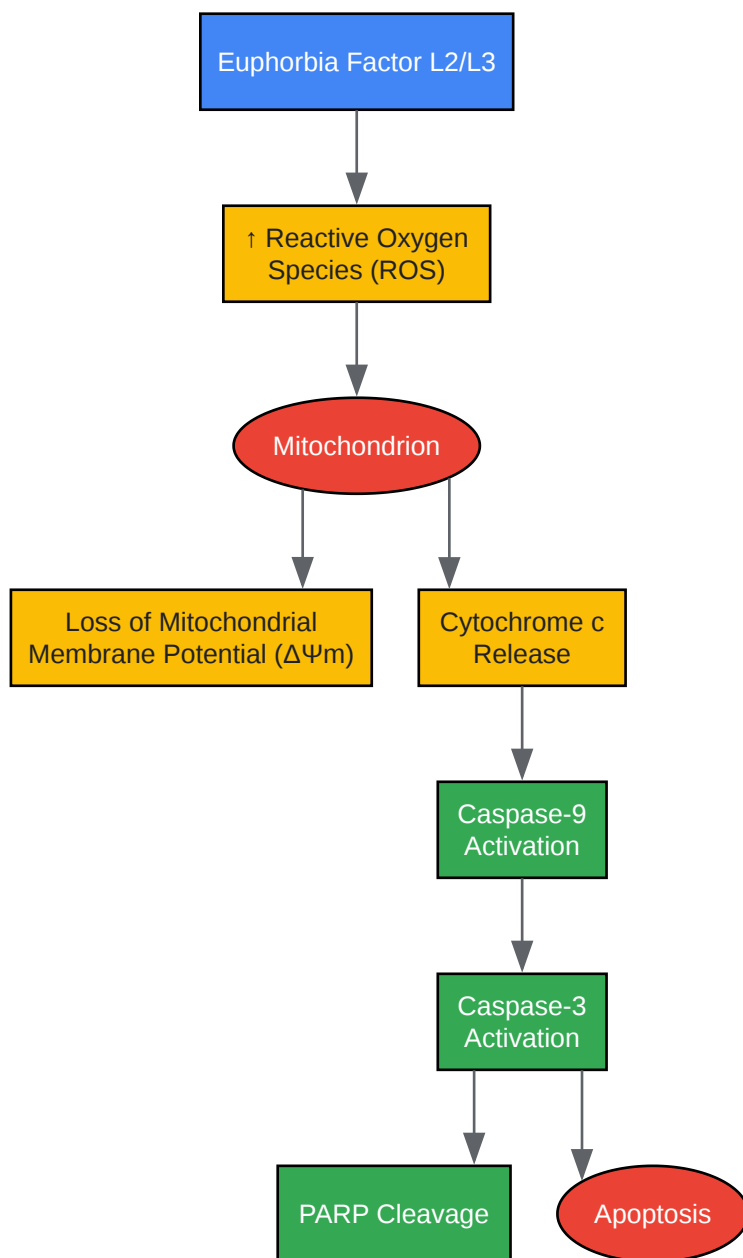 Euphorbia Factor L2/L3
↑ Reactive Oxygen
Species (ROS)
Mitochondrion
Loss of Mitochondrial
Membrane Potential (ΔΨm)
Cytochrome c
Release
Caspase-9
Activation
Caspase-3
Activation
PARP Cleavage
Apoptosis